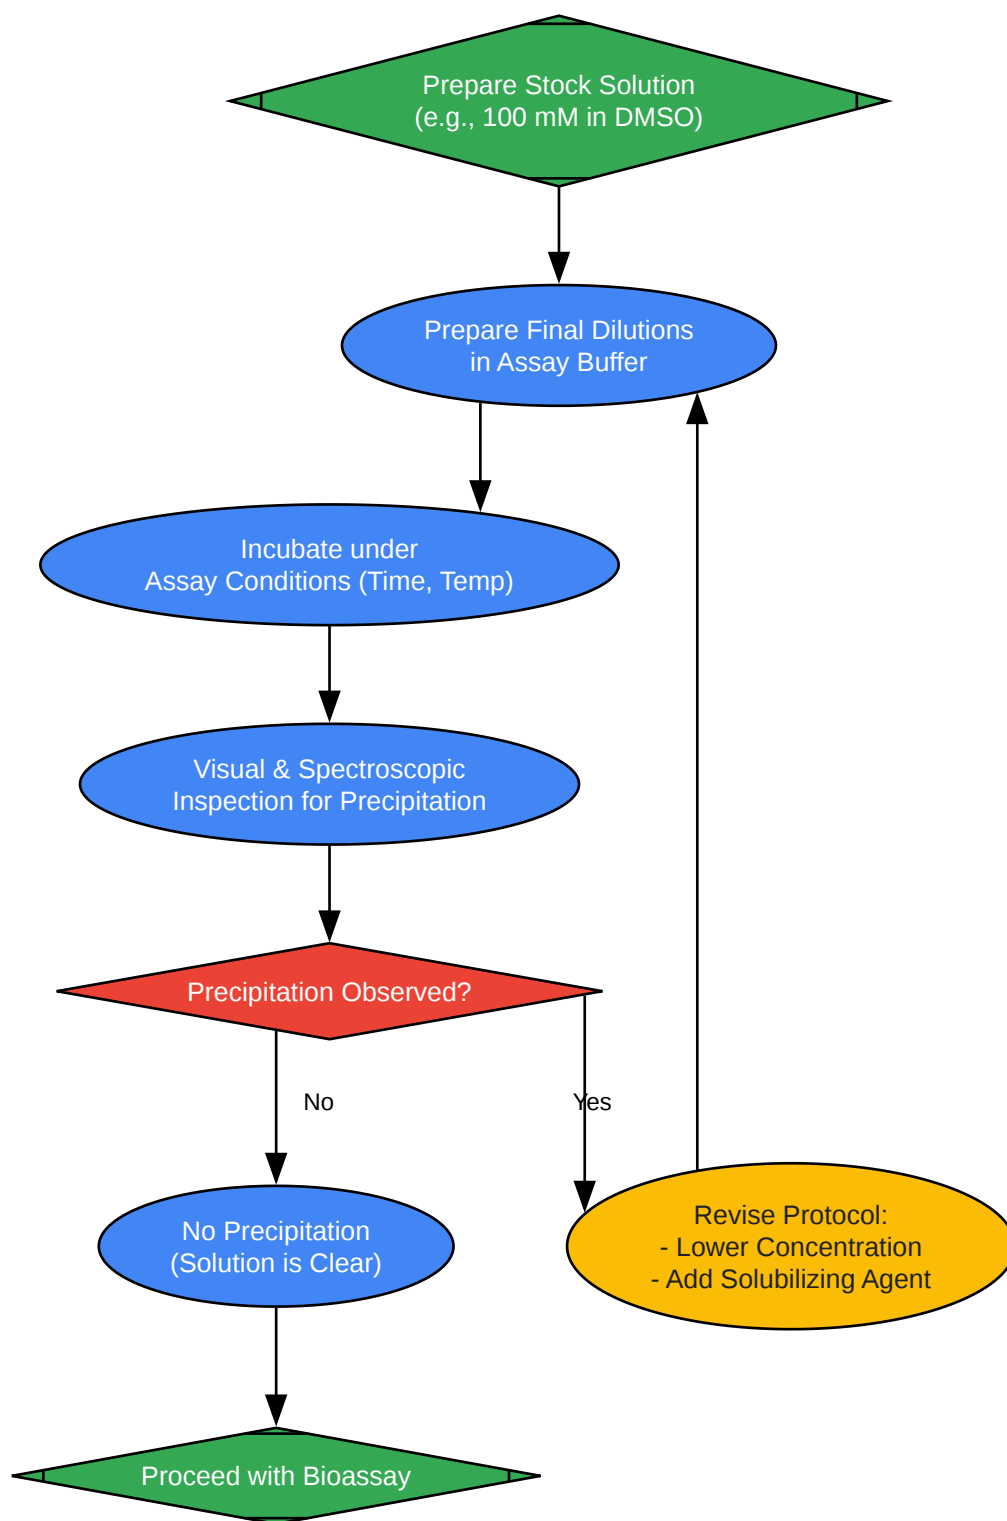 Prepare Stock Solution
(e.g., 100 mM in DMSO)
Prepare Final Dilutions
in Assay Buffer
Incubate under
Assay Conditions (Time, Temp)
Visual & Spectroscopic
Inspection for Precipitation
Precipitation Observed?
No
Yes
No Precipitation
(Solution is Clear)
Revise Protocol:
- Lower Concentration
- Add Solubilizing Agent
Proceed with Bioassay